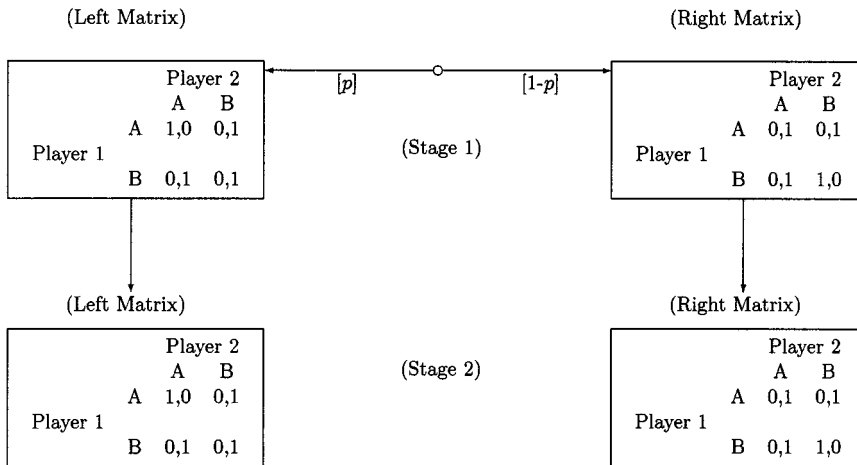 (Left Matrix) (Right Matrix)
Player 2 [p] [1-p] Player 2
A B A B
A 1,0 0,1 (Stage 1) A 0,1 0,1
Player 1 Player 1
B 0,1 0,1 B 0,1 1,0
(Left Matrix) (Right Matrix)
Player 2 Player 2
A B (Stage 2) A B
A 1,0 0,1 A 0,1 0,1
Player 1 Player 1
B 0,1 0,1 B 0,1 1,0